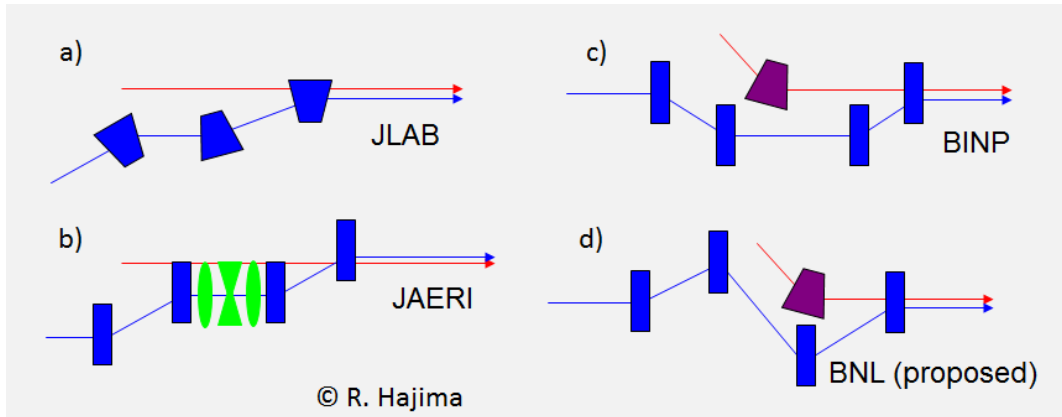 a)
JLAB
b)
JAERI
c)
BINP
d)
BNL (proposed)
© R. Hajima